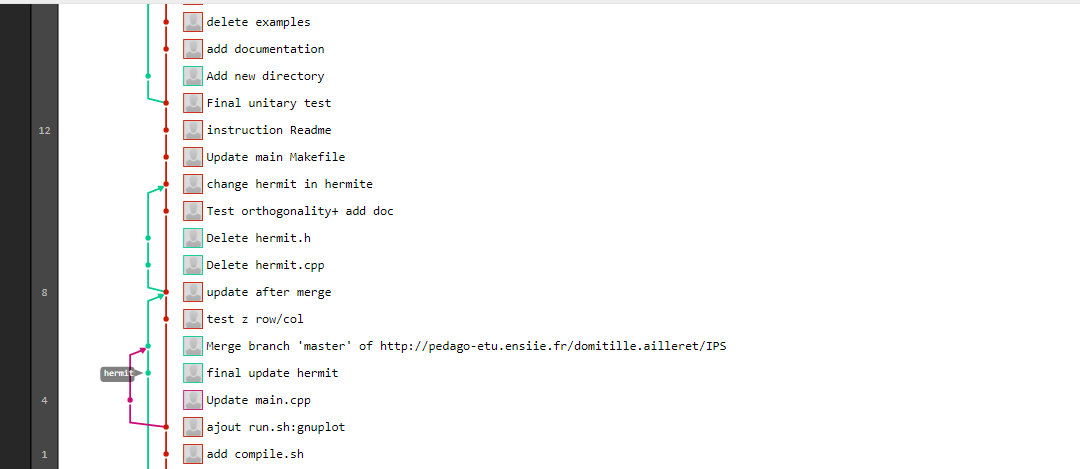 delete examples
add documentation
Add new directory
Final unitary test
12 instruction Readme
Update main Makefile
change hermit in hermite
Test orthogonality+ add doc
Delete hermit.h
Delete hermit.cpp
8 update after merge
test z row/col
Merge branch 'master' of http://pedago-etu.ensiie.fr/domitille.ailleret/IPS
hermit final update hermit
4 Update main.cpp
ajout run.sh:gnuplot
1 add compile.sh